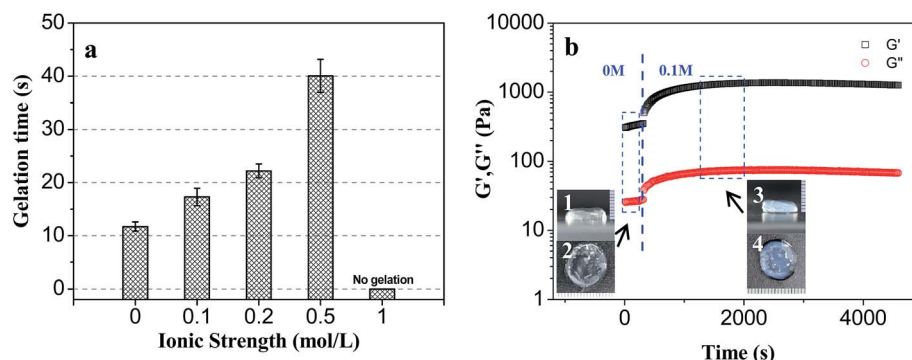 a
50
40
30
20
10
0
Gelation time (s)
No gelation
0 0.1 0.2 0.5 1
Ionic Strength (mol/L)
b
10000
1000
100
10
1
G',G'' (Pa)
G'
G''
0M 0.1M
1
2
3
4
0 2000 4000
Time (s)